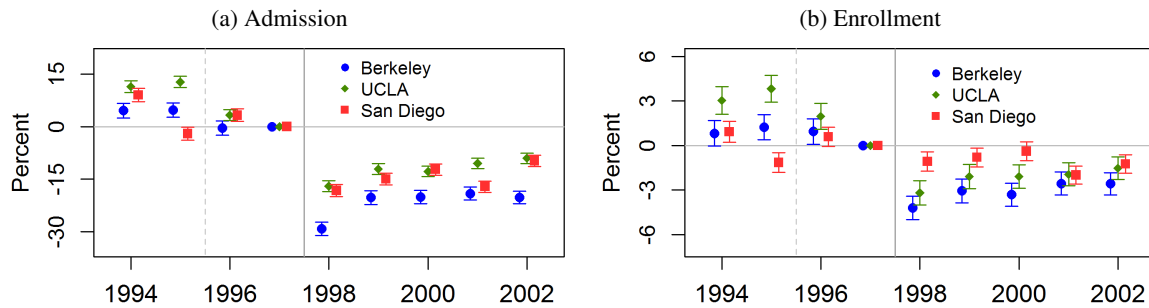 (a) Admission
Percent
15
0
-15
-30
Berkeley
UCLA
San Diego
1994 1996 1998 2000 2002
(b) Enrollment
Percent
6
3
0
-3
-6
Berkeley
UCLA
San Diego
1994 1996 1998 2000 2002